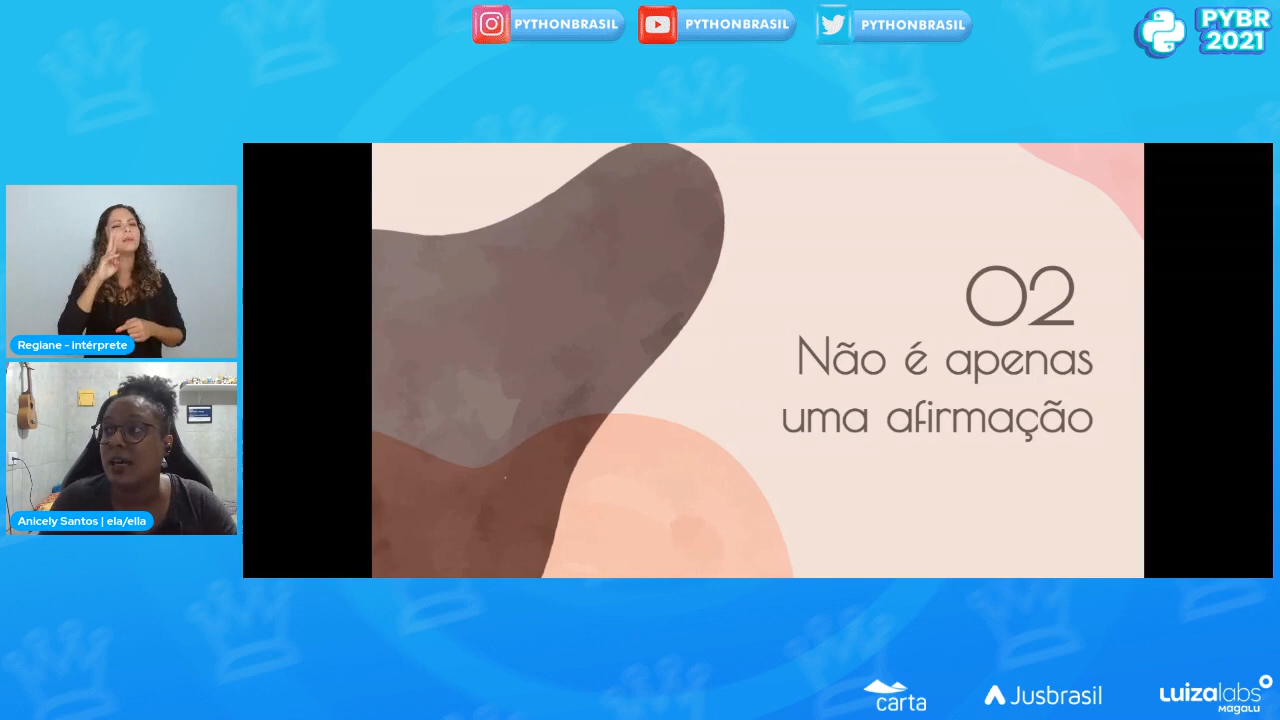 PYTHONBRASIL
PYTHONBRASIL
PYTHONBRASIL
PYBR
2021
02
Não é apenas
uma afirmação
Regiane - intérprete
Anicely Santos | ela/ella
carta
Jusbrasil
Luizalabs
MAGALU